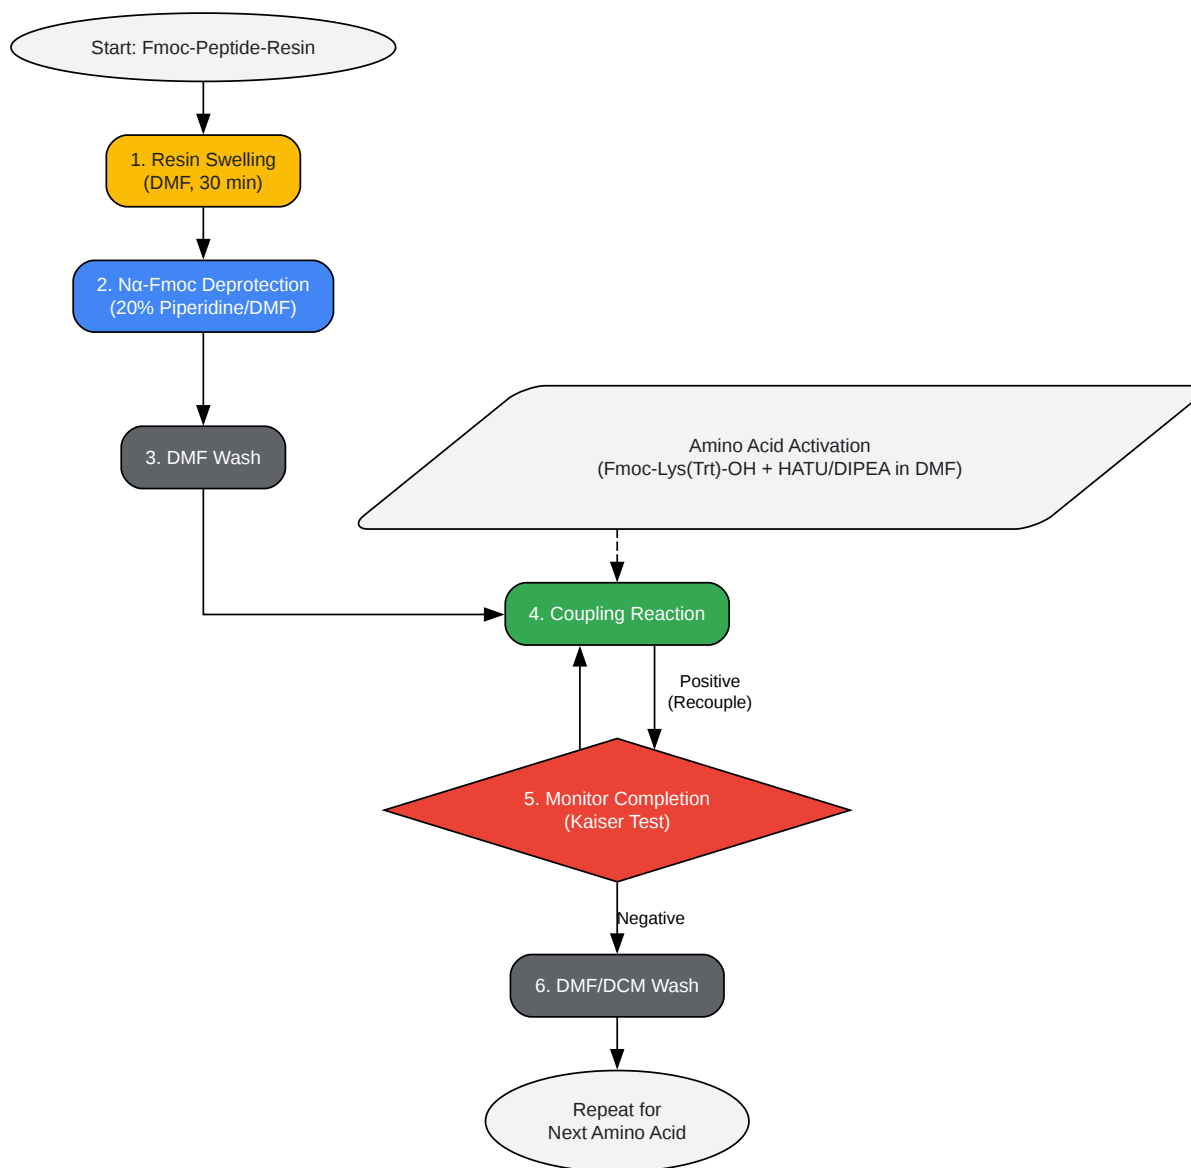 Start: Fmoc-Peptide-Resin
1. Resin Swelling
(DMF, 30 min)
2. Nα-Fmoc Deprotection
(20% Piperidine/DMF)
3. DMF Wash
Amino Acid Activation
(Fmoc-Lys(Trt)-OH + HATU/DIPEA in DMF)
4. Coupling Reaction
Positive
(Recouple)
5. Monitor Completion
(Kaiser Test)
Negative
6. DMF/DCM Wash
Repeat for
Next Amino Acid